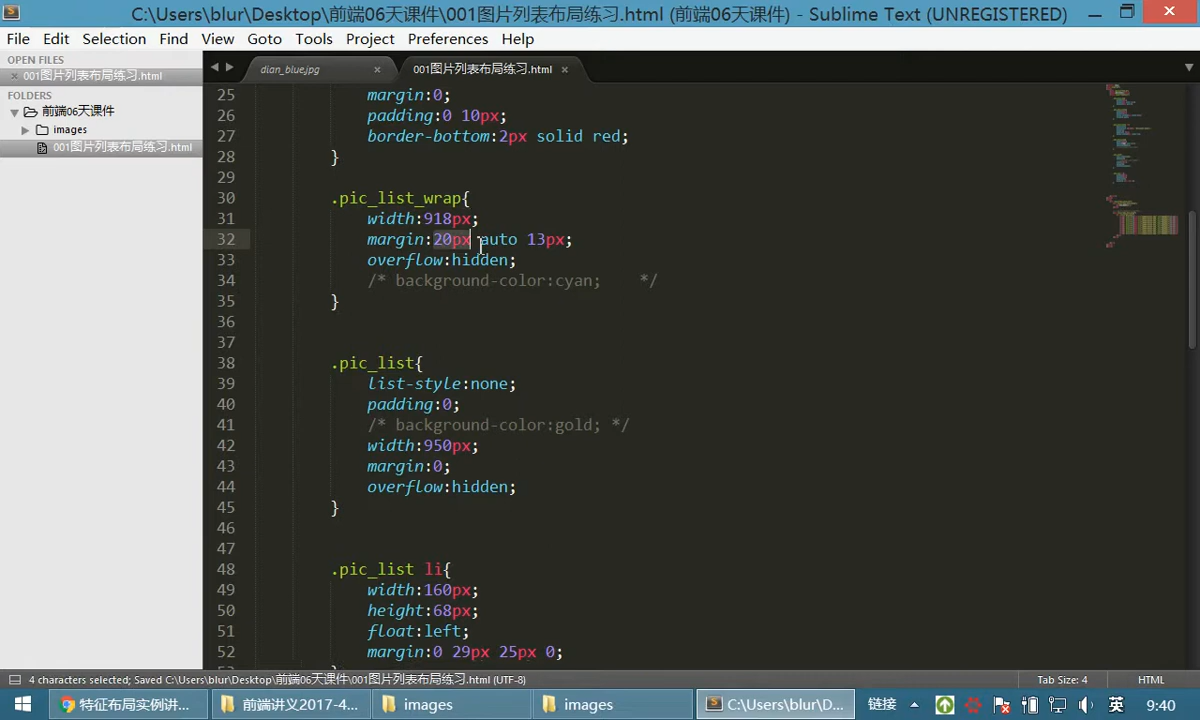 C:\Users\blur\Desktop\前端06天课件\001图片列表布局练习.html (前端06天课件) - Sublime Text (UNREGISTERED)
File Edit Selection Find View Goto Tools Project Preferences Help
OPEN FILES
001图片列表布局练习.html
FOLDERS
前端06天课件
images
001图片列表布局练习.html
dian_blue.jpg
001图片列表布局练习.html
25 margin:0;
26 padding:0 10px;
27 border-bottom:2px solid red;
28 }
29
30 .pic_list_wrap{
31 width:918px;
32 margin:20px auto 13px;
33 overflow:hidden;
34 /* background-color:cyan; */
35 }
36
37
38 .pic_list{
39 list-style:none;
40 padding:0;
41 /* background-color:gold; */
42 width:950px;
43 margin:0;
44 overflow:hidden;
45 }
46
47
48 .pic_list li{
49 width:160px;
50 height:68px;
51 float:left;
52 margin:0 29px 25px 0;
4 characters selected; Saved C:\Users\blur\Desktop\前端06天课件\001图片列表布局练习.html (UTF-8) Tab Size: 4 HTML
特征布局实例讲... 前端讲义2017-4... images images C:\Users\blur\D... 链接 英 9:40